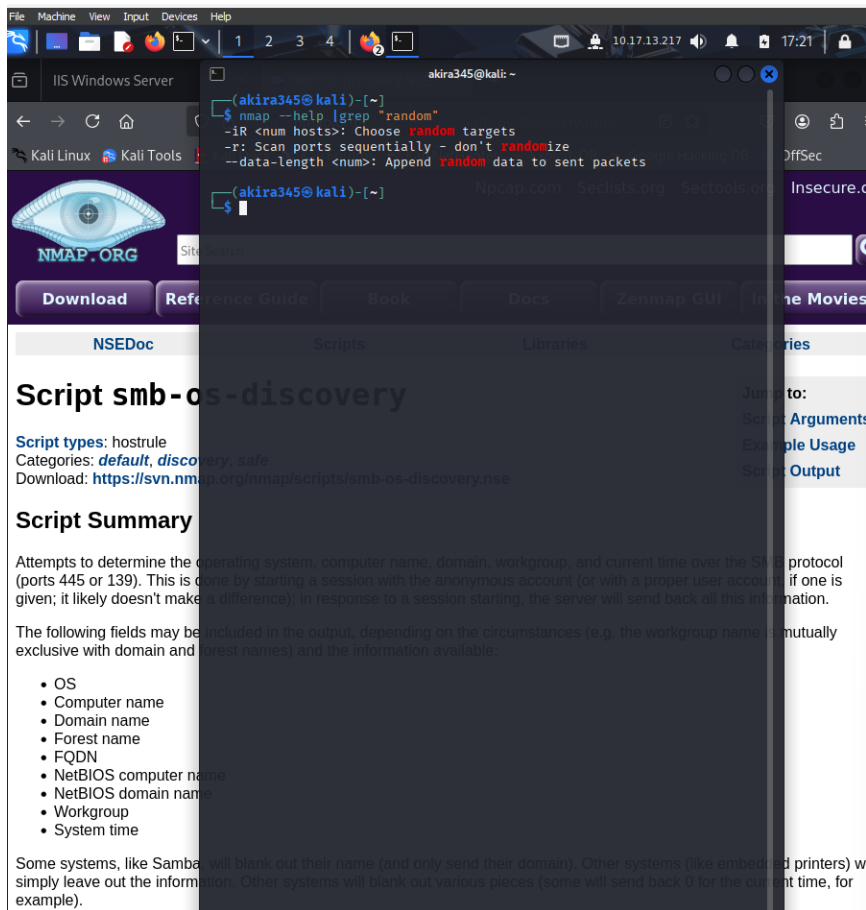 File Machine View Input Devices Help
1 2 3 4 2 10.17.13.217 17:21
IIS Windows Server
akira345@kali: ~
(akira345㉿kali)-[~]
$ nmap --help |grep "random"
-iR <num hosts>: Choose random targets
-r: Scan ports sequentially - don't randomize
--data-length <num>: Append random data to sent packets
(akira345㉿kali)-[~]
$
Kali Linux Kali Tools Hacking DB OffSec
Npcap.com Seclists.org Sectools.org Insecure.o
NMAP.ORG
Site Search
Download Reference Guide Book Docs Zenmap GUI In the Movies
NSEDoc Scripts Libraries Categories
Script smb-os-discovery
Jump to:
Script Arguments
Example Usage
Script Output
Script types: hostrule
Categories: default, discovery, safe
Download: https://svn.nmap.org/nmap/scripts/smb-os-discovery.nse
Script Summary
Attempts to determine the operating system, computer name, domain, workgroup, and current time over the SMB protocol
(ports 445 or 139). This is done by starting a session with the anonymous account (or with a proper user account, if one is
given; it likely doesn't make a difference); in response to a session starting, the server will send back all this information.
The following fields may be included in the output, depending on the circumstances (e.g. the workgroup name is mutually
exclusive with domain and forest names) and the information available:
• OS
• Computer name
• Domain name
• Forest name
• FQDN
• NetBIOS computer name
• NetBIOS domain name
• Workgroup
• System time
Some systems, like Samba, will blank out their name (and only send their domain). Other systems (like embedded printers) w
simply leave out the information. Other systems will blank out various pieces (some will send back 0 for the current time, for
example).